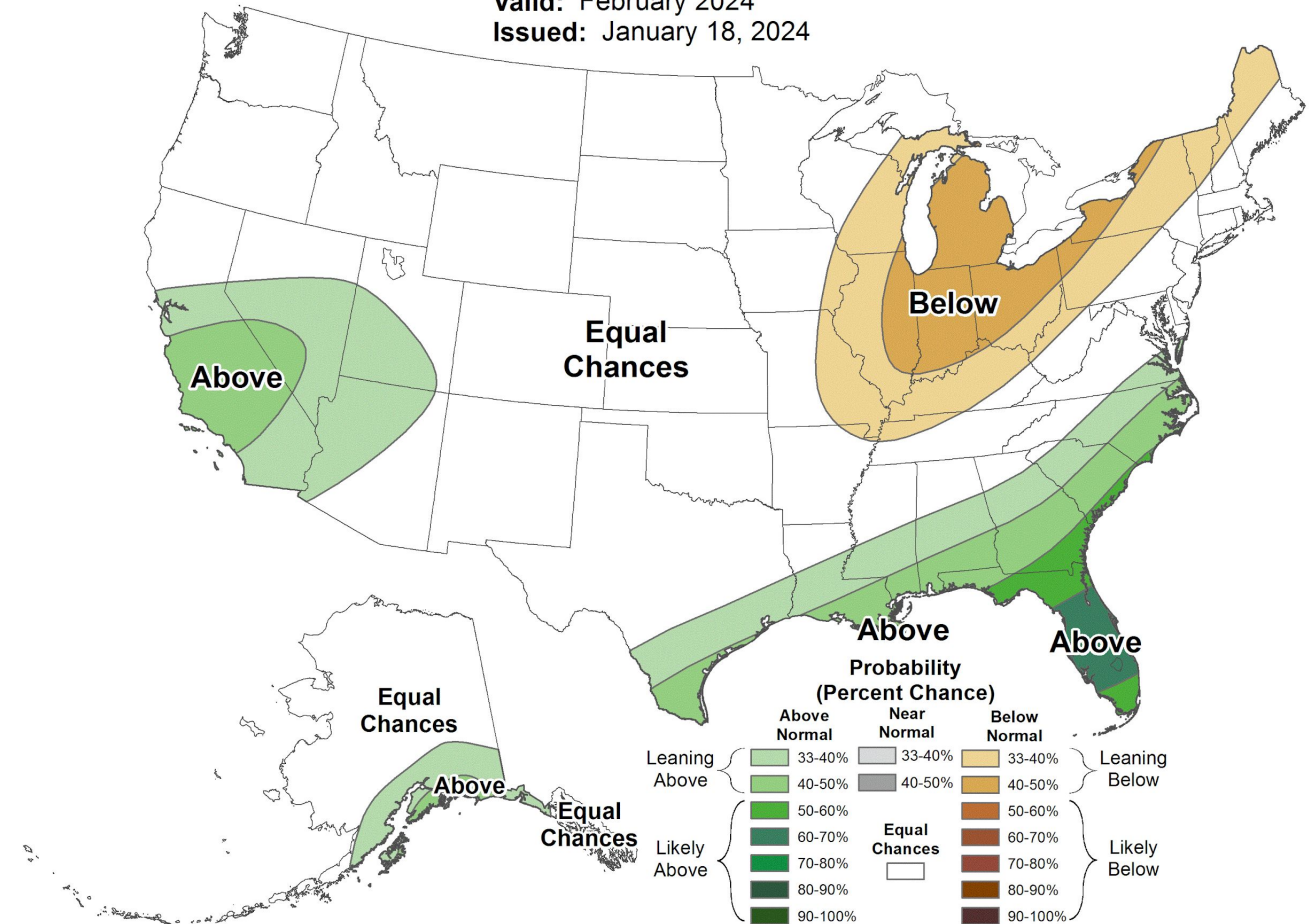 Valid: February 2024
Issued: January 18, 2024
Equal
Chances
Below
Above
Above
Above
Equal
Chances
Above
Equal
Chances
Probability
(Percent Chance)
Above
Normal
Near
Normal
Below
Normal
Leaning
Above
33-40%
33-40%
33-40%
Leaning
Below
40-50%
40-50%
40-50%
50-60%
50-60%
Likely
Above
60-70%
Equal
Chances
60-70%
Likely
Below
70-80%
70-80%
80-90%
80-90%
90-100%
90-100%